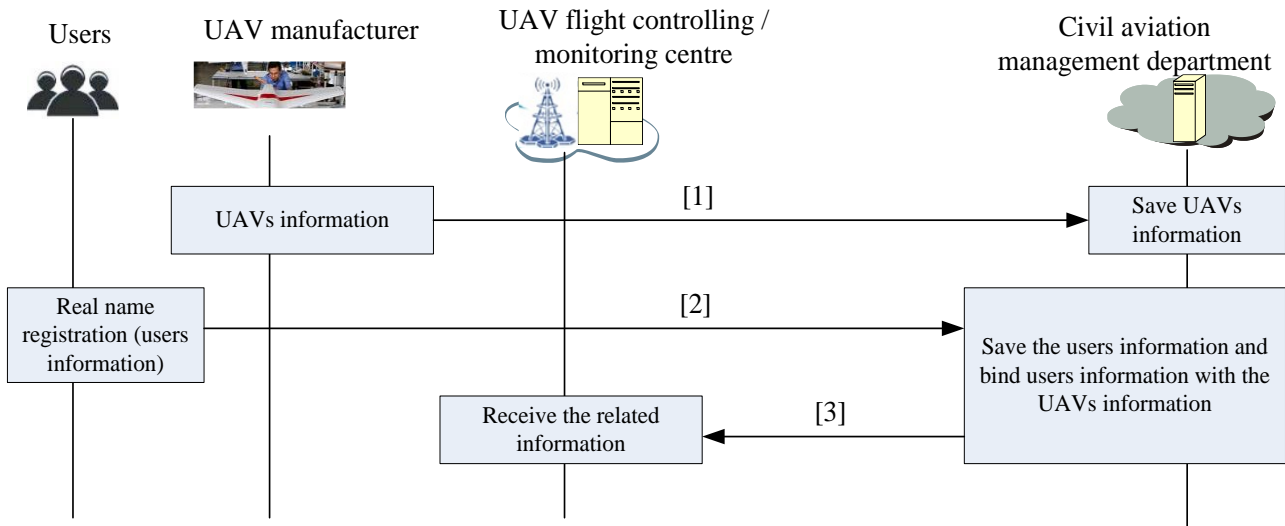 Users
UAV manufacturer
UAV flight controlling /
monitoring centre
Civil aviation
management department
UAVs information
[1]
Save UAVs
information
Real name
registration (users
information)
[2]
Save the users information and
bind users information with the
UAVs information
Receive the related
information
[3]